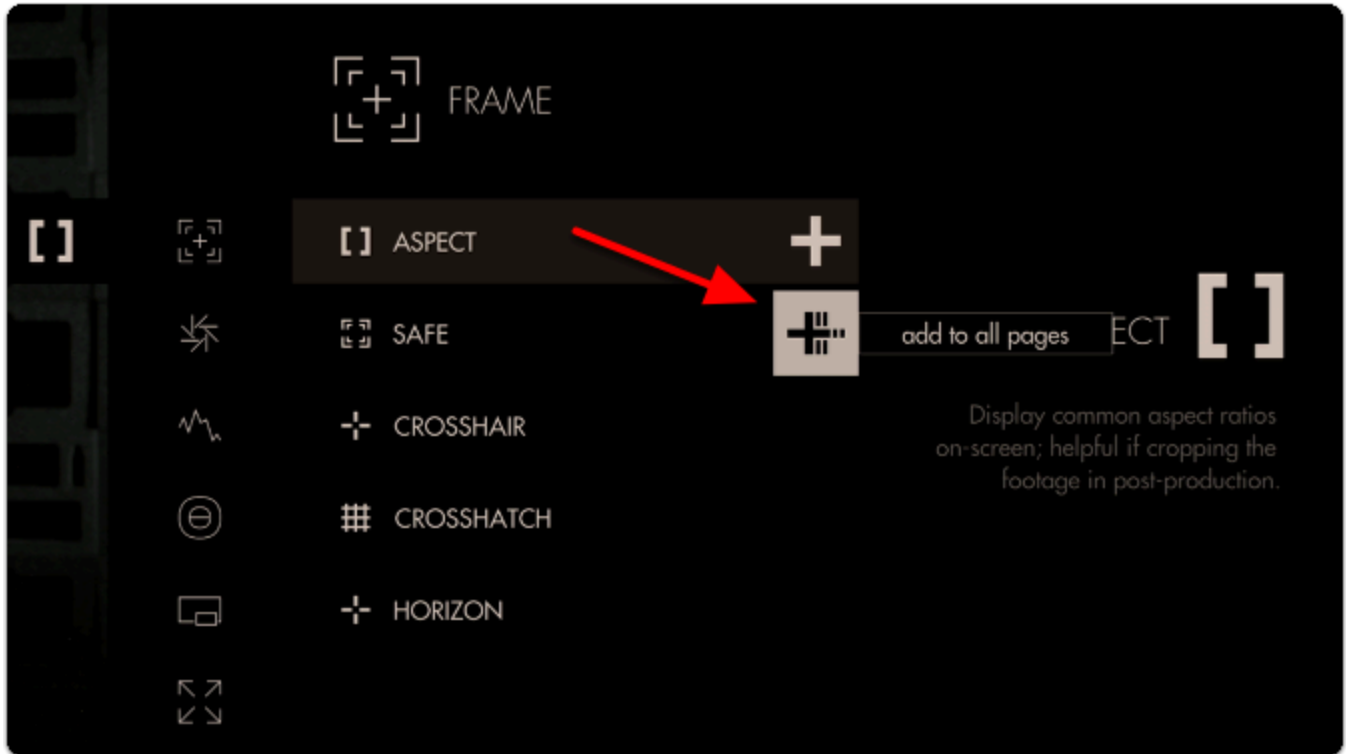 FRAME
ASPECT
SAFE
add to all pages
ECT
CROSSHAIR
Display common aspect ratios
on-screen; helpful if cropping the
footage in post-production.
CROSSHATCH
HORIZON